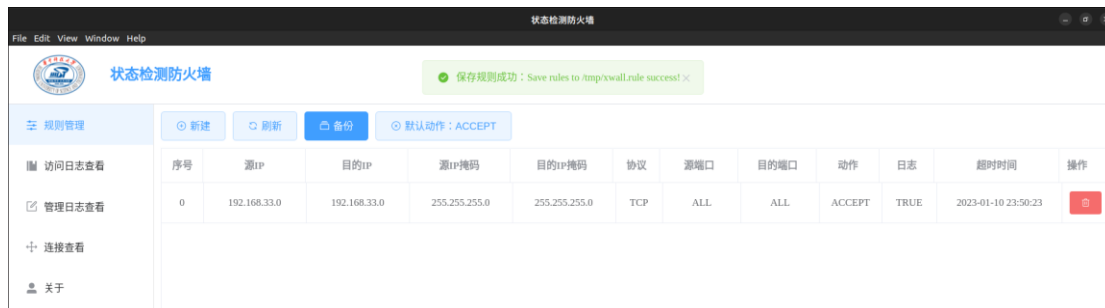 状态检测防火墙
File Edit View Window Help
状态检测防火墙
保存规则成功：Save rules to /tmp/xwall.rule success!
规则管理
新建 刷新 备份 默认动作：ACCEPT
访问日志查看
管理日志查看
连接查看
关于
序号 源IP 目的IP 源IP掩码 目的IP掩码 协议 源端口 目的端口 动作 日志 超时时间 操作
0 192.168.33.0 192.168.33.0 255.255.255.0 255.255.255.0 TCP ALL ALL ACCEPT TRUE 2023-01-10 23:50:23